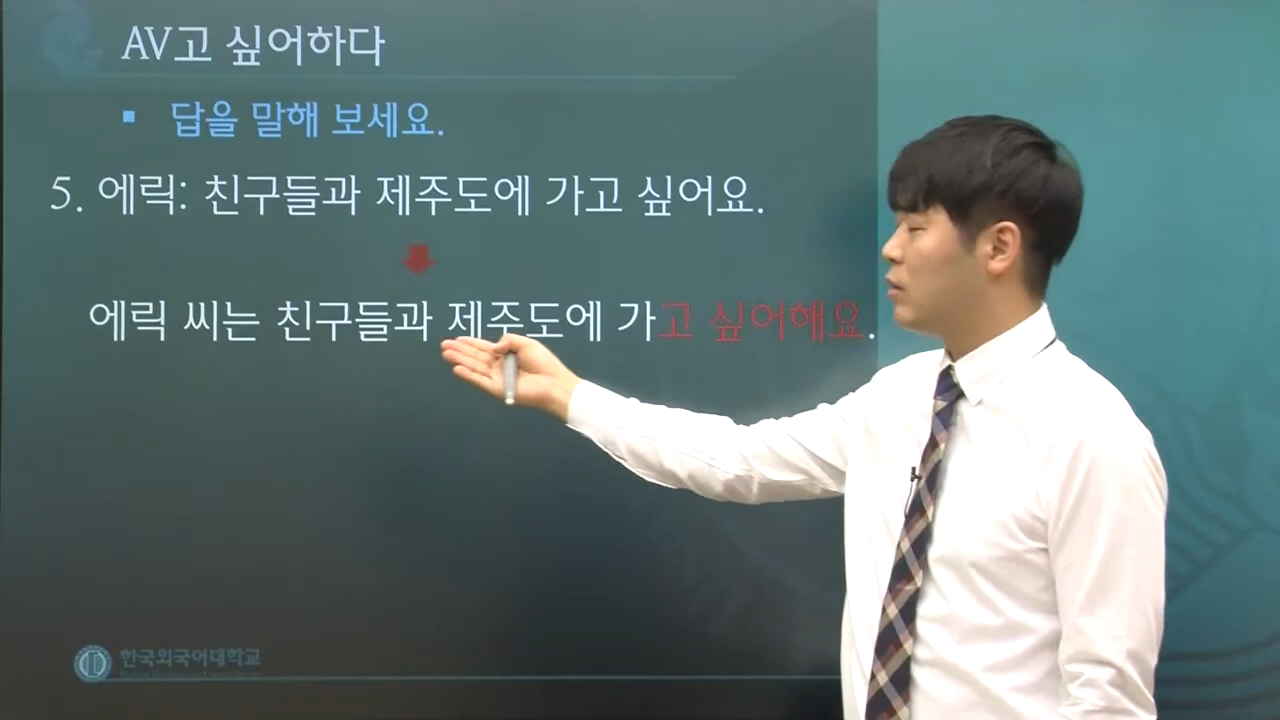 AV고 싶어하다
▪ 답을 말해 보세요.
5. 에릭: 친구들과 제주도에 가고 싶어요.
에릭 씨는 친구들과 제주도에 가고 싶어해요.
한국외국어대학교